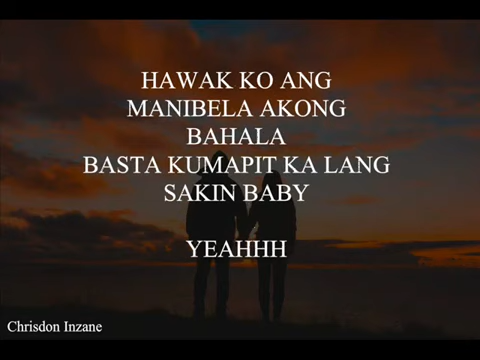 HAWAK KO ANG
MANIBELA AKONG
BAHALA
BASTA KUMAPIT KA LANG
SAKIN BABY
YEAHHH
Chrisdon Inzane